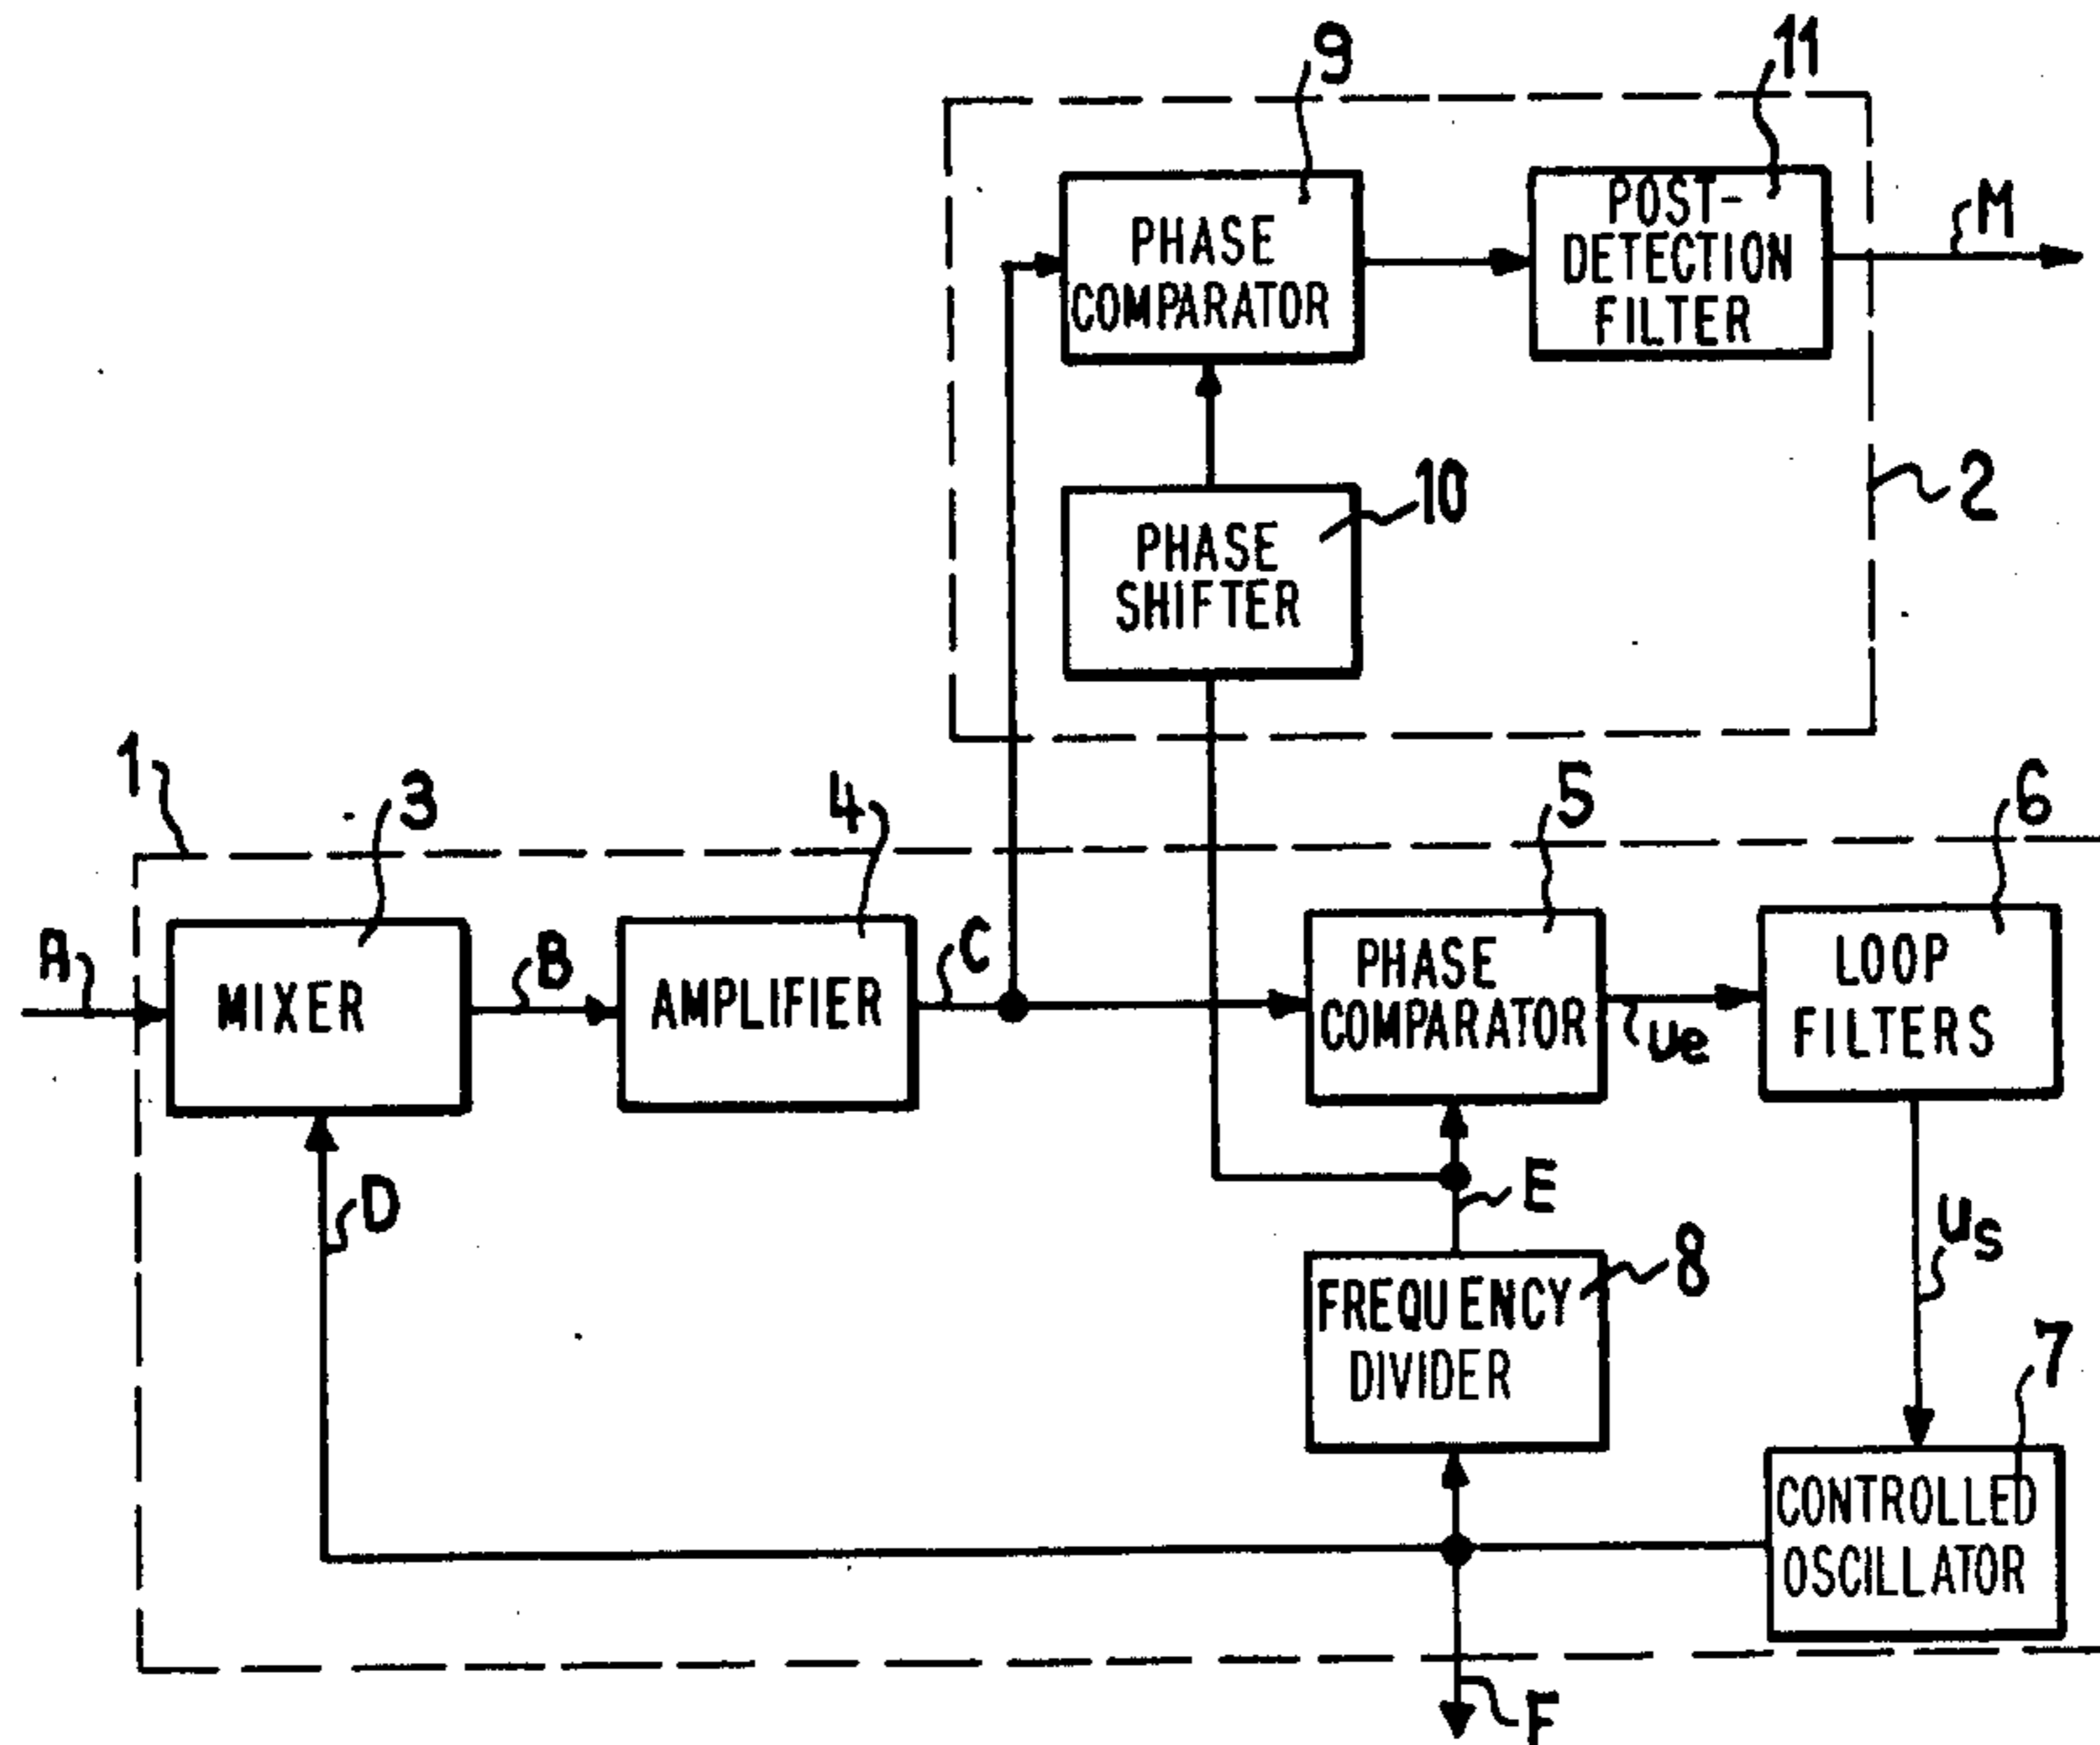 9
11
PHASE
COMPARATOR
POST-
DETECTION
FILTER
M
PHASE
SHIFTER
10
2
1
3
4
5
6
A
MIXER
B
AMPLIFIER
C
PHASE
COMPARATOR
ue
LOOP
FILTERS
D
E
us
FREQUENCY
DIVIDER
8
7
CONTROLLED
OSCILLATOR
F